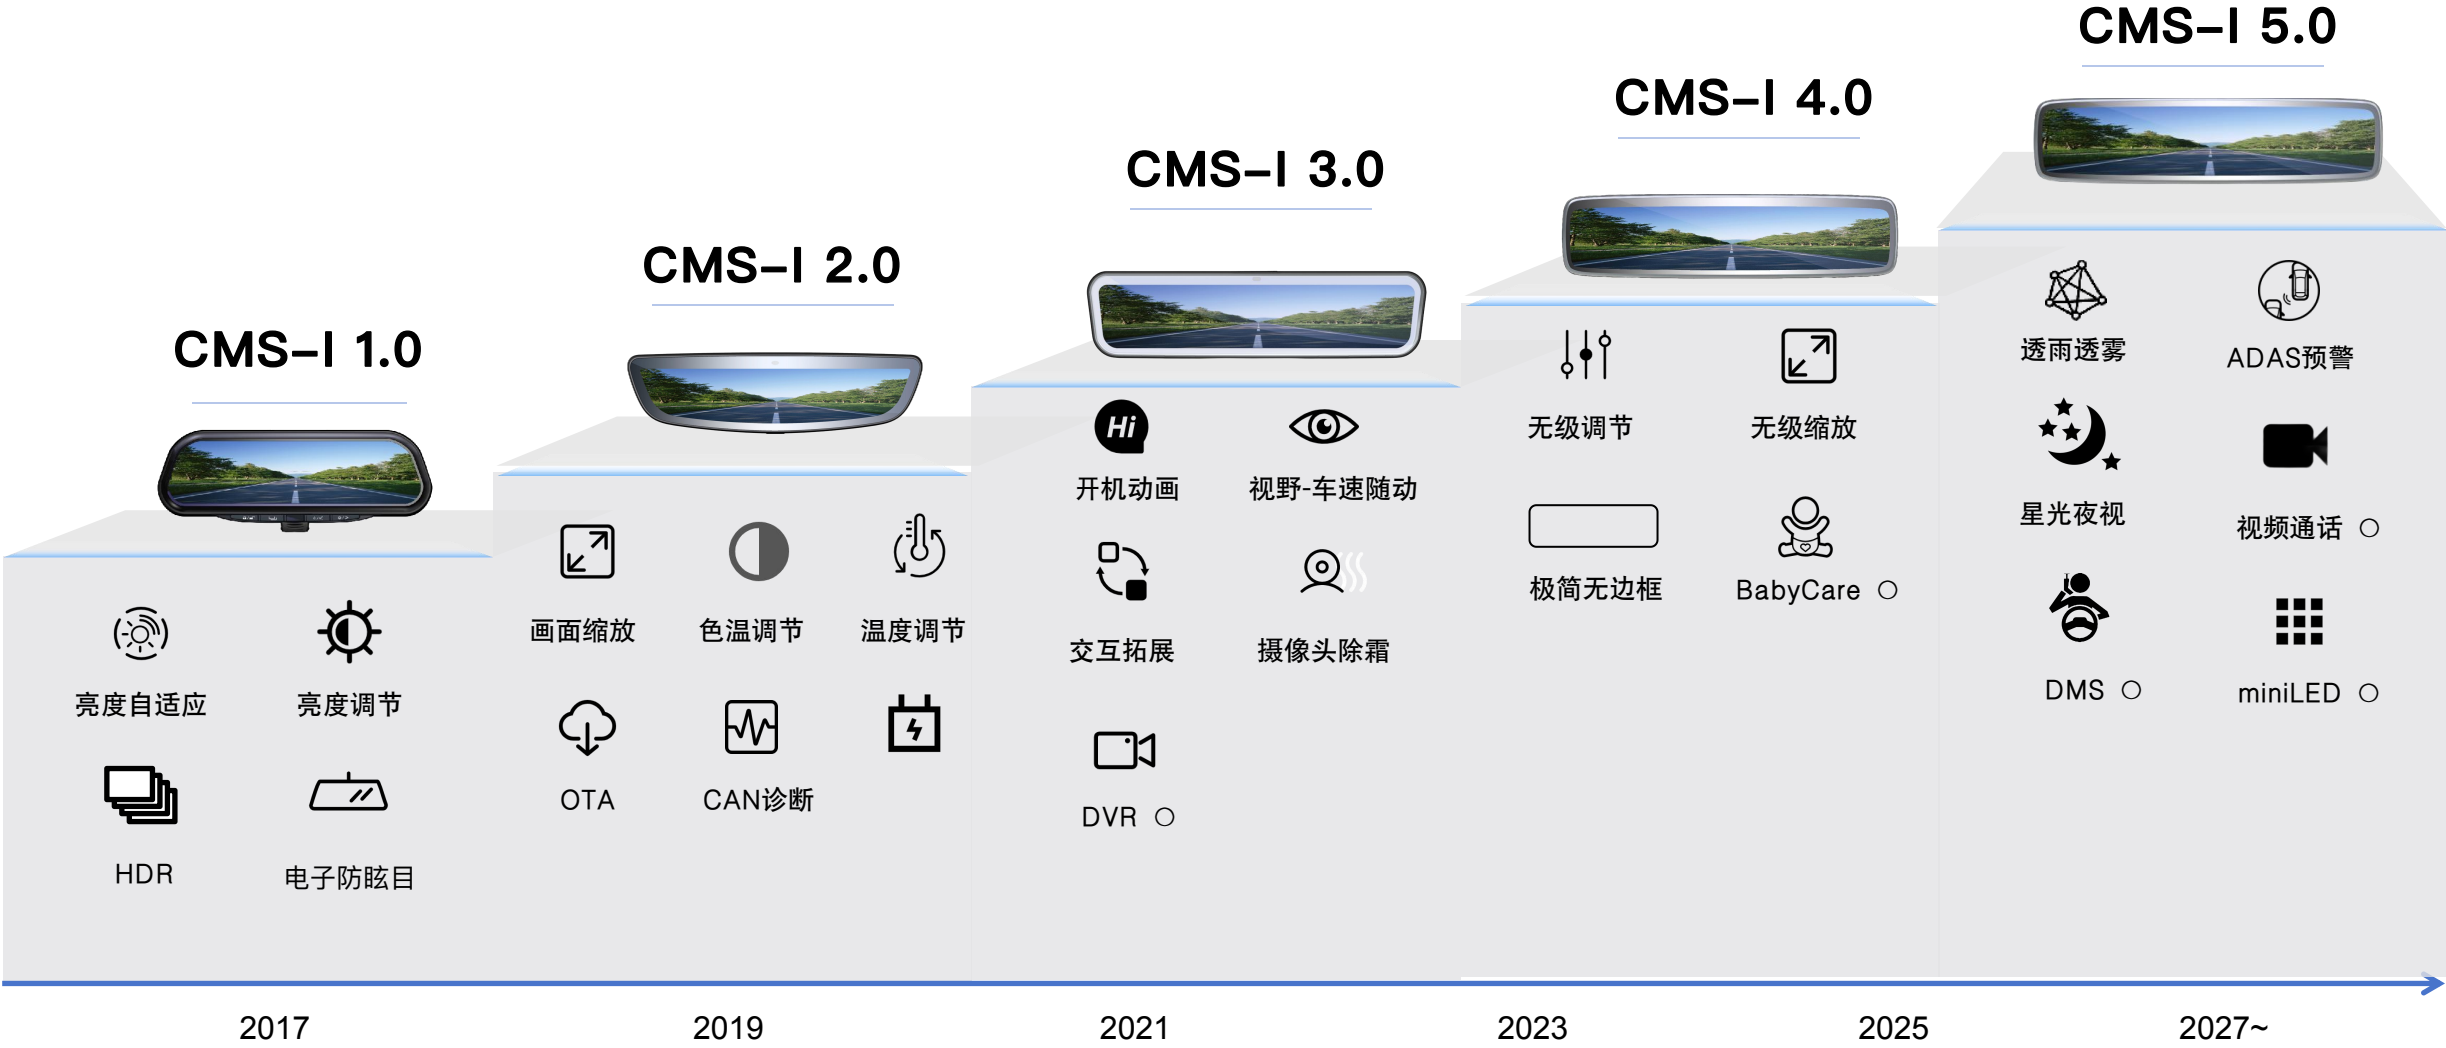 CMS-I 1.0
亮度自适应
亮度调节
HDR
电子防眩目
CMS-I 2.0
画面缩放
色温调节
温度调节
OTA
CAN诊断
CMS-I 3.0
Hi
开机动画
视野-车速随动
交互拓展
摄像头除霜
DVR ○
CMS-I 4.0
无级调节
无级缩放
极简无边框
BabyCare ○
CMS-I 5.0
透雨透雾
ADAS预警
星光夜视
视频通话 ○
DMS ○
miniLED ○
2017
2019
2021
2023
2025
2027~